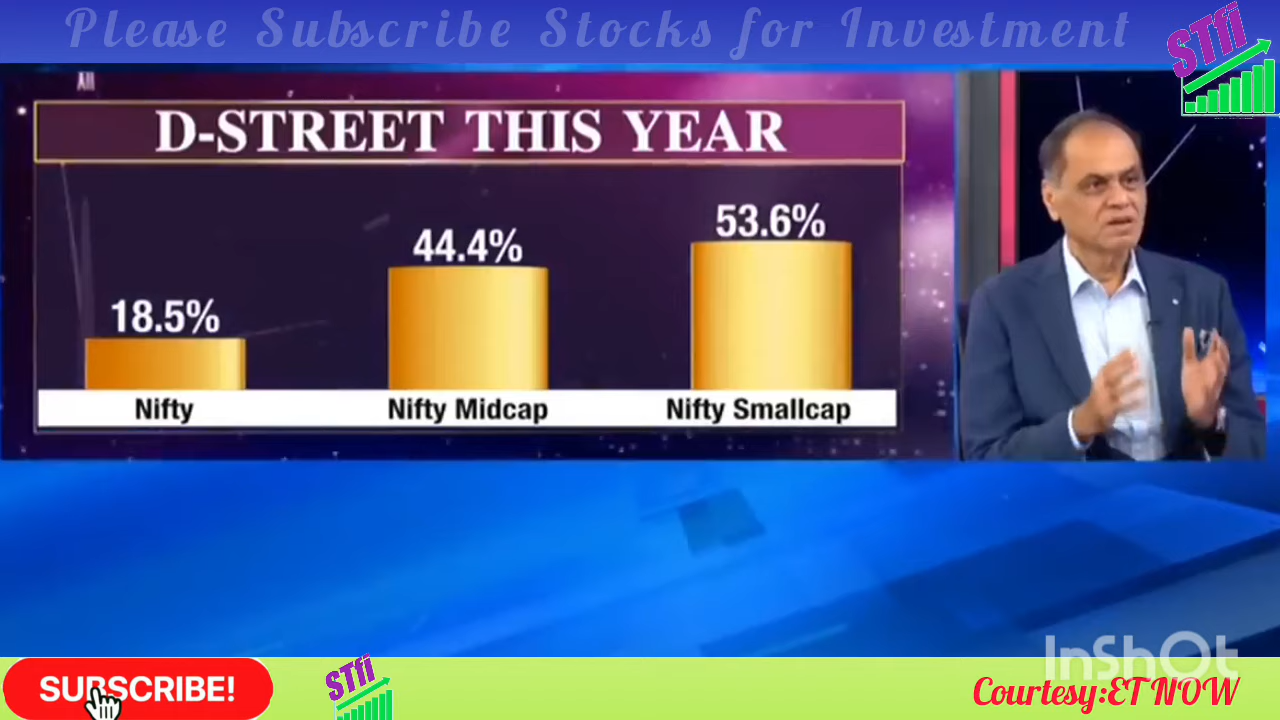 Please Subscribe Stocks for Investment
STfi
All
D-STREET THIS YEAR
18.5%
44.4%
53.6%
Nifty
Nifty Midcap
Nifty Smallcap
InShOt
SUBSCRIBE!
STfi
Courtesy:ET NOW